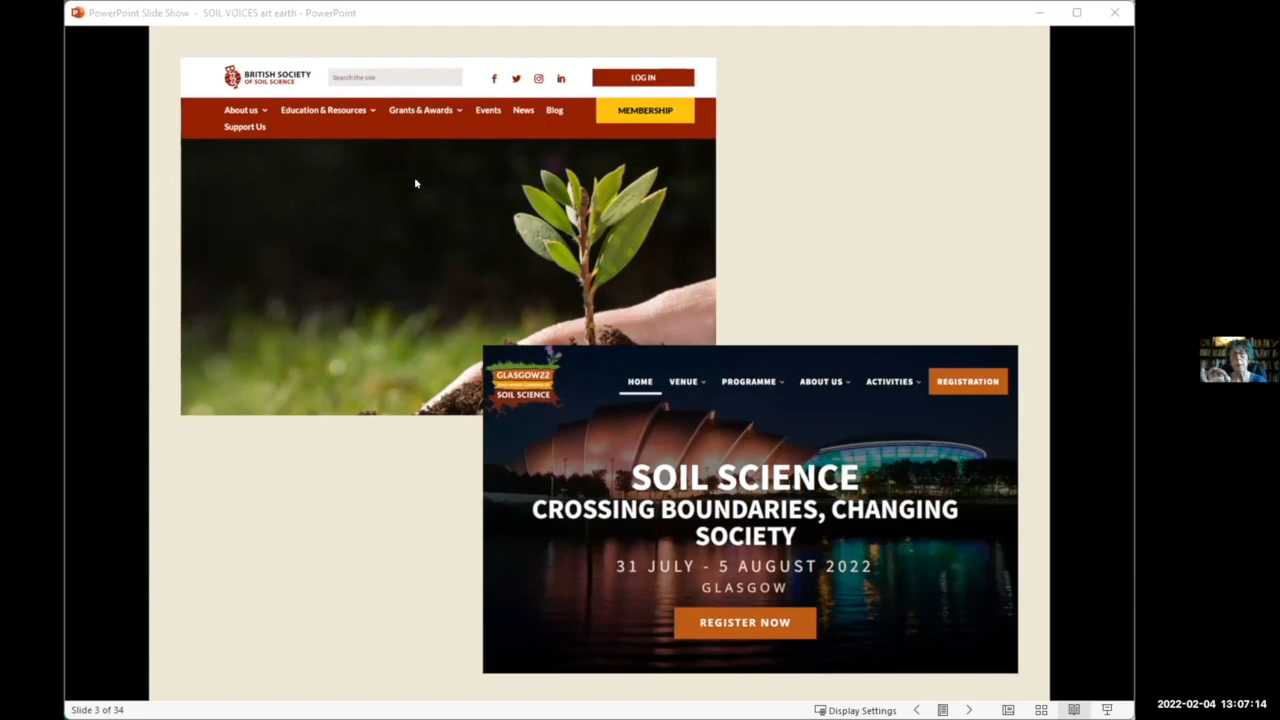 PowerPoint Slide Show - SOIL VOICES art earth - PowerPoint
BRITISH SOCIETY
OF SOIL SCIENCE
Search the site
LOG IN
About us
Education & Resources
Grants & Awards
Events
News
Blog
MEMBERSHIP
Support Us
GLASGOW22
SOIL SCIENCE
HOME
VENUE
PROGRAMME
ABOUT US
ACTIVITIES
REGISTRATION
SOIL SCIENCE
CROSSING BOUNDARIES, CHANGING
SOCIETY
31 JULY - 5 AUGUST 2022
GLASGOW
REGISTER NOW
Slide 3 of 34
Display Settings
2022-02-04 13:07:14